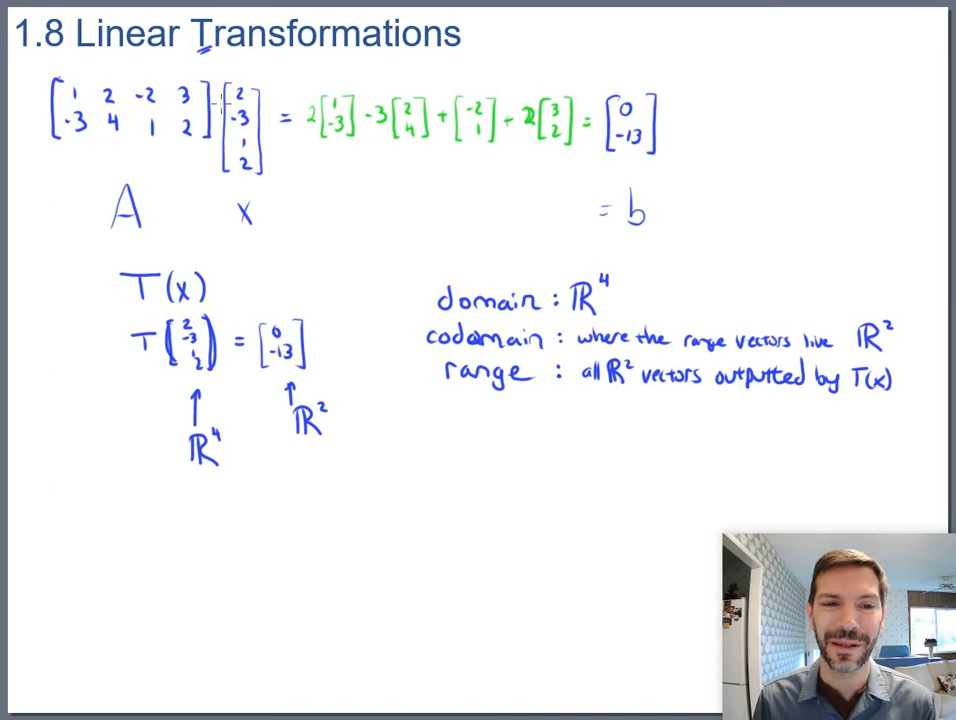 1.8 Linear Transformations
[1 2 -2 3; -3 4 1 2] [2; -3; 1; 2] = 2[1; -3] -3[2; 4] + [-2; 1] + 2[3; 2] = [0; -13]
A x = b
T(x)
T(2; -3; 1; 2) = [0; -13]
ℝ⁴
ℝ²
domain : ℝ⁴
codomain : where the range vectors live ℝ²
range : all ℝ² vectors outputted by T(x)